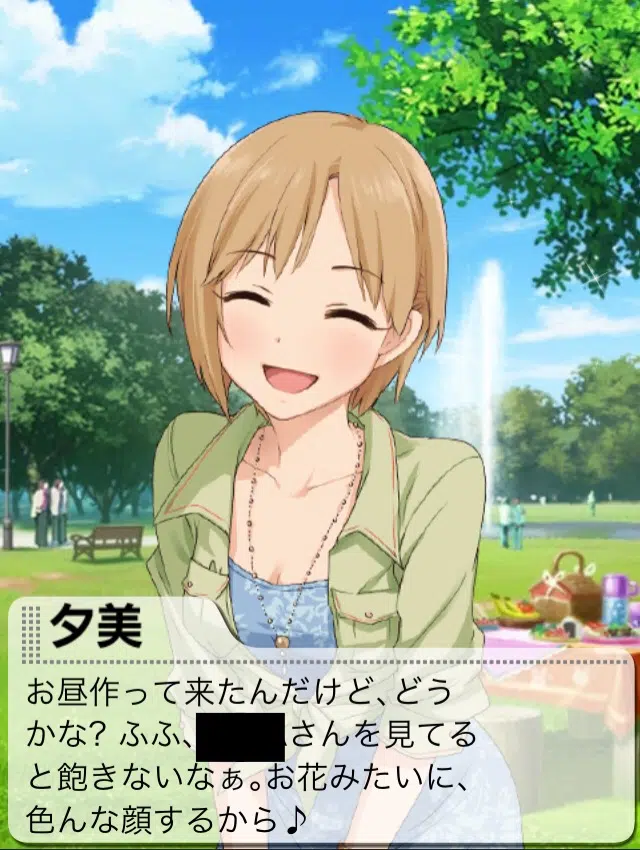 夕美
お昼作って来たんだけど、どう
かな? ふふ、さんを見てる
と飽きないなぁ。お花みたいに、
色んな顔するから♪